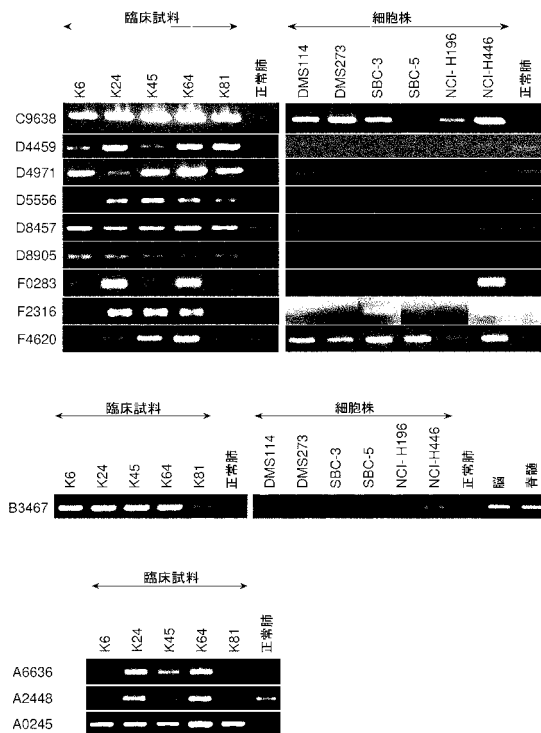 臨床試料 細胞株
K6 K24 K45 K64 K81 正常肺 DMS114 DMS273 SBC-3 SBC-5 NCI-H196 NCI-H446 正常肺
C9638
D4459
D4971
D5556
D8457
D8905
F0283
F2316
F4620
臨床試料 細胞株
K6 K24 K45 K64 K81 正常肺 DMS114 DMS273 SBC-3 SBC-5 NCI-H196 NCI-H446 正常肺 脳 脊髄
B3467
臨床試料
K6 K24 K45 K64 K81 正常肺
A6636
A2448
A0245